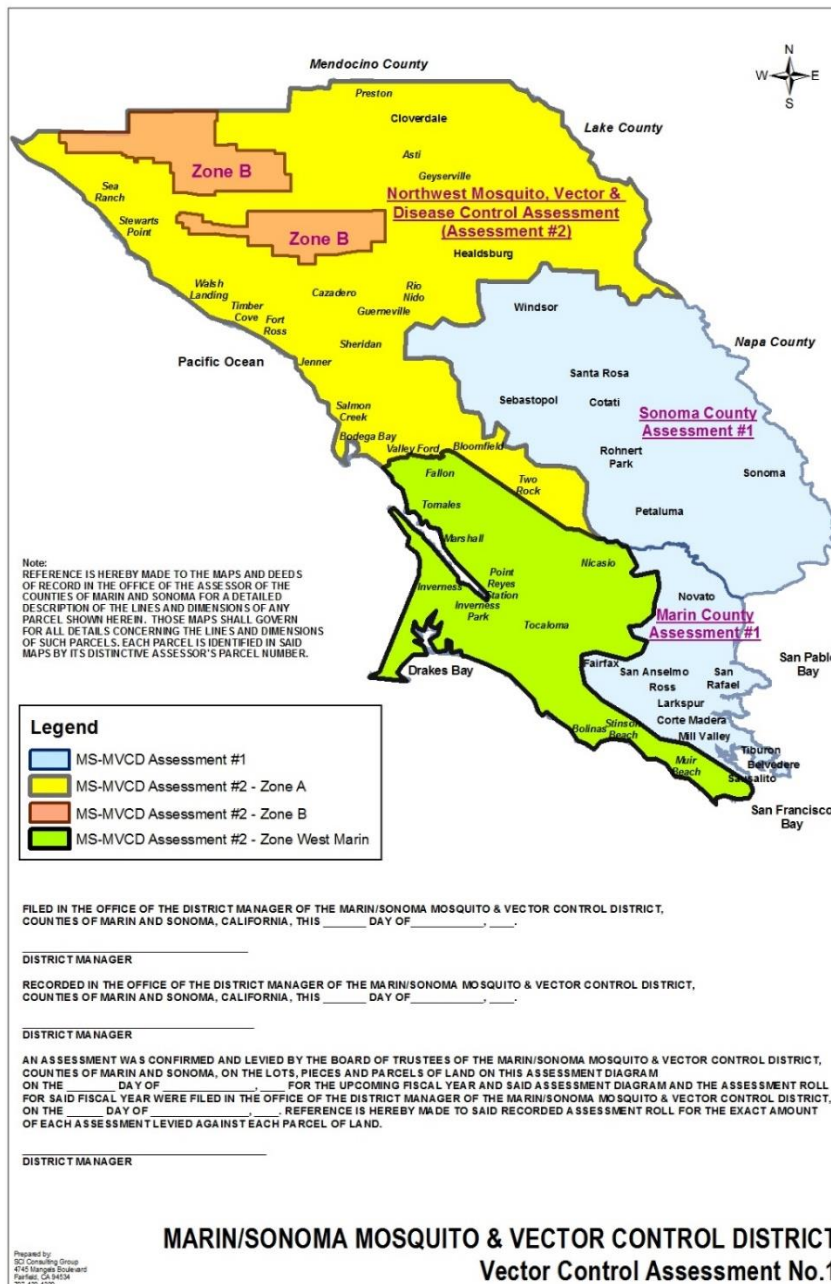 Mendocino County
N
W E
S
Preston
Cloverdale
Lake County
Asti
Zone B
Geyserville
Sea
Ranch
Northwest Mosquito, Vector &
Disease Control Assessment
(Assessment #2)
Stewarts
Point
Zone B
Healdsburg
Walsh
Landing
Cazadero
Rio
Nido
Timber
Cove
Fort
Ross
Guerneville
Windsor
Sheridan
Napa County
Pacific Ocean
Jenner
Santa Rosa
Sebastopol
Cotati
Salmon
Creek
Sonoma County
Assessment #1
Bodega Bay
Valley Ford
Bloomfield
Rohnert
Park
Sonoma
Fallon
Two
Rock
Tomales
Petaluma
Marshall
Nicasio
Point
Reyes
Station
Inverness
Novato
Inverness
Park
Marin County
Assessment #1
Tocaloma
Note:
REFERENCE IS HEREBY MADE TO THE MAPS AND DEEDS
OF RECORD IN THE OFFICE OF THE ASSESSOR OF THE
COUNTIES OF MARIN AND SONOMA FOR A DETAILED
DESCRIPTION OF THE LINES AND DIMENSIONS OF ANY
PARCEL SHOWN HEREIN. THOSE MAPS SHALL GOVERN
FOR ALL DETAILS CONCERNING THE LINES AND DIMENSIONS
OF SUCH PARCELS. EACH PARCEL IS IDENTIFIED IN SAID
MAPS BY ITS DISTINCTIVE ASSESSOR'S PARCEL NUMBER.
Drakes Bay
Fairfax
San Pablo
Bay
San Anselmo
San
Rafael
Ross
Larkspur
Corte Madera
Bolinas
Stinson
Beach
Mill Valley
Tiburon
Belvedere
Muir
Beach
Sausalito
San Francisco
Bay
Legend
MS-MVCD Assessment #1
MS-MVCD Assessment #2 - Zone A
MS-MVCD Assessment #2 - Zone B
MS-MVCD Assessment #2 - Zone West Marin
FILED IN THE OFFICE OF THE DISTRICT MANAGER OF THE MARIN/SONOMA MOSQUITO & VECTOR CONTROL DISTRICT,
COUNTIES OF MARIN AND SONOMA, CALIFORNIA, THIS ______ DAY OF __________, ____.
DISTRICT MANAGER
RECORDED IN THE OFFICE OF THE DISTRICT MANAGER OF THE MARIN/SONOMA MOSQUITO & VECTOR CONTROL DISTRICT,
COUNTIES OF MARIN AND SONOMA, CALIFORNIA, THIS ______ DAY OF __________, ____.
DISTRICT MANAGER
AN ASSESSMENT WAS CONFIRMED AND LEVIED BY THE BOARD OF TRUSTEES OF THE MARIN/SONOMA MOSQUITO & VECTOR CONTROL DISTRICT,
COUNTIES OF MARIN AND SONOMA, ON THE LOTS, PIECES AND PARCELS OF LAND ON THIS ASSESSMENT DIAGRAM
ON THE ______ DAY OF ____________, ____ FOR THE UPCOMING FISCAL YEAR AND SAID ASSESSMENT DIAGRAM AND THE ASSESSMENT ROLL
FOR SAID FISCAL YEAR WERE FILED IN THE OFFICE OF THE DISTRICT MANAGER OF THE MARIN/SONOMA MOSQUITO & VECTOR CONTROL DISTRICT,
ON THE ______ DAY OF ____________, ____. REFERENCE IS HEREBY MADE TO SAID RECORDED ASSESSMENT ROLL FOR THE EXACT AMOUNT
OF EACH ASSESSMENT LEVIED AGAINST EACH PARCEL OF LAND.
DISTRICT MANAGER
MARIN/SONOMA MOSQUITO & VECTOR CONTROL DISTRICT
Vector Control Assessment No.1
Prepared by
SCI Consulting Group
4745 Mangels Boulevard
Fairfield, CA 94534